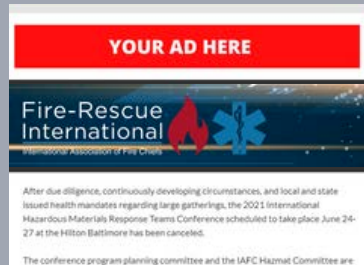 YOUR AD HERE
Fire-Rescue
International
International Association of Fire Chiefs
After due diligence, continuously developing circumstances, and local and state
issued health mandates regarding large gatherings, the 2021 International
Hazardous Materials Response Teams Conference scheduled to take place June 24-
27 at the Hilton Baltimore has been canceled.
The conference program planning committee and the IAFC Hazmat Committee are